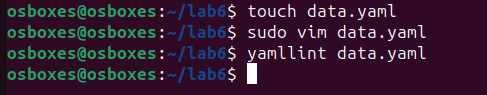 osboxes@osboxes:~/lab6$ touch data.yaml
osboxes@osboxes:~/lab6$ sudo vim data.yaml
osboxes@osboxes:~/lab6$ yamllint data.yaml
osboxes@osboxes:~/lab6$